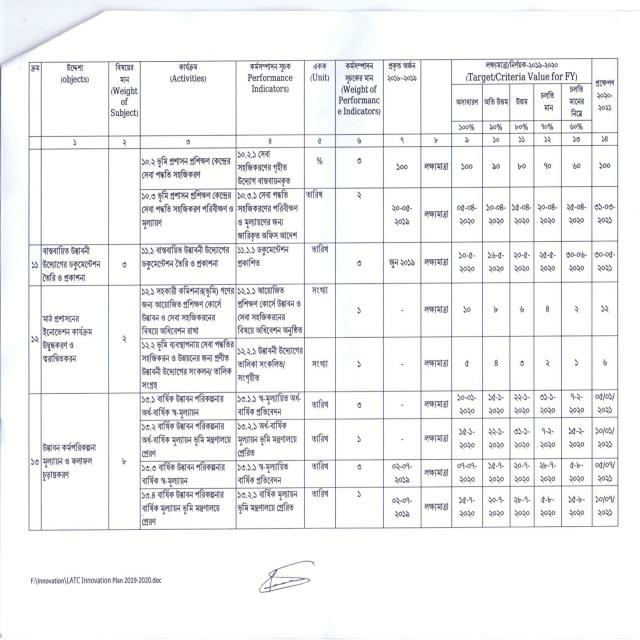 ক্রম উদ্দেশ্য (objects) বিষয়ের মান (Weight of Subject) কার্যক্রম (Activities) কর্মসম্পাদন সূচক Performance Indicators) একক (Unit) কর্মসম্পাদন সূচকের মান (Weight of Performance Indicators) প্রকৃত অর্জন ২০১৮-২০১৯ লক্ষ্যমাত্রা/নির্ণায়ক-২০১৯-২০২০ (Target/Criteria Value for FY) প্রক্ষেপণ ২০২০-২০২১
অসাধারণ অতি উত্তম উত্তম চলতি মান চলতি মানের নিম্নে
১০০% ৯০% ৮০% ৭০% ৬০%
১ ২ ৩ ৪ ৫ ৬ ৭ ৮ ৯ ১০ ১১ ১২ ১৩ ১৪
১০.২ ভূমি প্রশাসন প্রশিক্ষণ কেন্দ্রের সেবা পদ্ধতি সহজিকরণ ১০.২.১ সেবা সহজিকরণের গৃহীত উদ্যোগ বাস্তবায়নকৃত % ৩ ১০০ লক্ষ্যমাত্রা ১০০ ৯০ ৮০ ৭০ ৬০ ১০০
১০.৩ ভূমি প্রশাসন প্রশিক্ষণ কেন্দ্রের সেবা পদ্ধতি সহজিকরণ পরিবীক্ষণ ও মূল্যায়ণ ১০.৩.১ সেবা পদ্ধতি সহজিকরণের পরিবীক্ষণ ও মূল্যায়ণের জন্য জারিকৃত অফিস আদেশ তারিখ ২ ২০-০৫-২০১৯ লক্ষ্যমাত্রা ০৫-০৪-২০২০ ১০-০৪-২০২০ ১৫-০৪-২০২০ ২০-০৪-২০২০ ২৫-০৪-২০২০ ৩১-০৩-২০২১
১১ বাস্তবায়িত উদ্ভাবনী উদ্যোগের ডকুমেন্টেশন তৈরি ও প্রকাশনা ৩ ১১.১ বাস্তবায়িত উদ্ভাবনী উদ্যোগের ডকুমেন্টেশন তৈরি ও প্রকাশনা ১১.১.১ ডকুমেন্টেশন প্রকাশিত তারিখ ৩ জুন ২০১৯ লক্ষ্যমাত্রা ১০-৫-২০২০ ১৬-৫-২০২০ ২০-৫-২০২০ ২৫-৫-২০২০ ৩০-০৬-২০২০ ৩০-০৫-২০২১
১২ মাঠ প্রশাসনের ইনোভেশন কার্যক্রম উদ্বুদ্ধকরণ ও ত্বরান্বিতকরন ২ ১২.১ সহকারী কমিশনার(ভূমি) গণের জন্য আয়োজিত প্রশিক্ষণ কোর্সে উদ্ভাবন ও সেবা সহজিকরনের বিষয়ে অধিবেশন রাখা ১২.১.১ আয়োজিত প্রশিক্ষণ কোর্সে উদ্ভাবন ও সেবা সহজিকরনের বিষয়ে অধিবেশন অনুষ্ঠিত সংখ্যা ১ - লক্ষ্যমাত্রা ১০ ৮ ৬ ৪ ২ ১২
১২.২ ভূমি ব্যবস্থাপনায় সেবা পদ্ধতির সহজিকরন ও উন্নয়নের জন্য প্রণীত উদ্ভাবনী উদ্যোগের সংকলন/ তালিকা সংগ্রহ ১২.২.১ উদ্ভাবনী উদ্যোগের তালিকা সংকলিত/ সংগৃহীত সংখ্যা ১ - লক্ষ্যমাত্রা ৫ ৪ ৩ ২ ১ ৬
১৩ উদ্ভাবন কর্মপরিকল্পনা মূল্যায়ন ও ফলাফল চূড়ান্তকরণ ৮ ১৩.১ বার্ষিক উদ্ভাবন পরিকল্পনার অর্ধ-বার্ষিক স্ব-মূল্যায়ন ১৩.১.১ স্ব-মূল্যায়িত অর্ধ-বার্ষিক প্রতিবেদন তারিখ ৩ - লক্ষ্যমাত্রা ১০-০১-২০২০ ১৫-১-২০২০ ২২-১-২০২০ ৩১-১-২০২০ ৭-২-২০২০ ০৫/০১/২০২১
১৩.২ বার্ষিক উদ্ভাবন পরিকল্পনার অর্ধ-বার্ষিক মূল্যায়ন ভূমি মন্ত্রণালয়ে প্রেরণ ১৩.২.১ অর্ধ-বার্ষিক মূল্যায়ন ভূমি মন্ত্রণালয়ে প্রেরিত তারিখ ১ - লক্ষ্যমাত্রা ১৫-১-২০২০ ২২-১-২০২০ ৩১-১-২০২০ ৭-২-২০২০ ১৫-২-২০২০ ১০/০১/২০২১
১৩.৩ বার্ষিক উদ্ভাবন পরিকল্পনার বার্ষিক স্ব-মূল্যায়ন ১৩.১.১ স্ব-মূল্যায়িত বার্ষিক প্রতিবেদন তারিখ ৩ ০২-০৭-২০১৯ লক্ষ্যমাত্রা ০৭-০৭-২০২০ ১৫-৭-২০২০ ২০-৭-২০২০ ২৮-৭-২০২০ ৫-৮-২০২০ ০৫/০৭/২০২১
১৩.৪ বার্ষিক উদ্ভাবন পরিকল্পনার বার্ষিক মূল্যায়ন ভূমি মন্ত্রণালয়ে প্রেরণ ১৩.২.১ বার্ষিক মূল্যায়ন ভূমি মন্ত্রণালয়ে প্রেরিত তারিখ ১ ০২-০৭-২০১৯ লক্ষ্যমাত্রা ১৫-৭-২০২০ ২০-৭-২০২০ ২৮-৭-২০২০ ৫-৮-২০২০ ১৫-৮-২০২০ ১০/০৭/২০২১
F:\Innovation\LATC Innovation Plan 2019-2020.doc